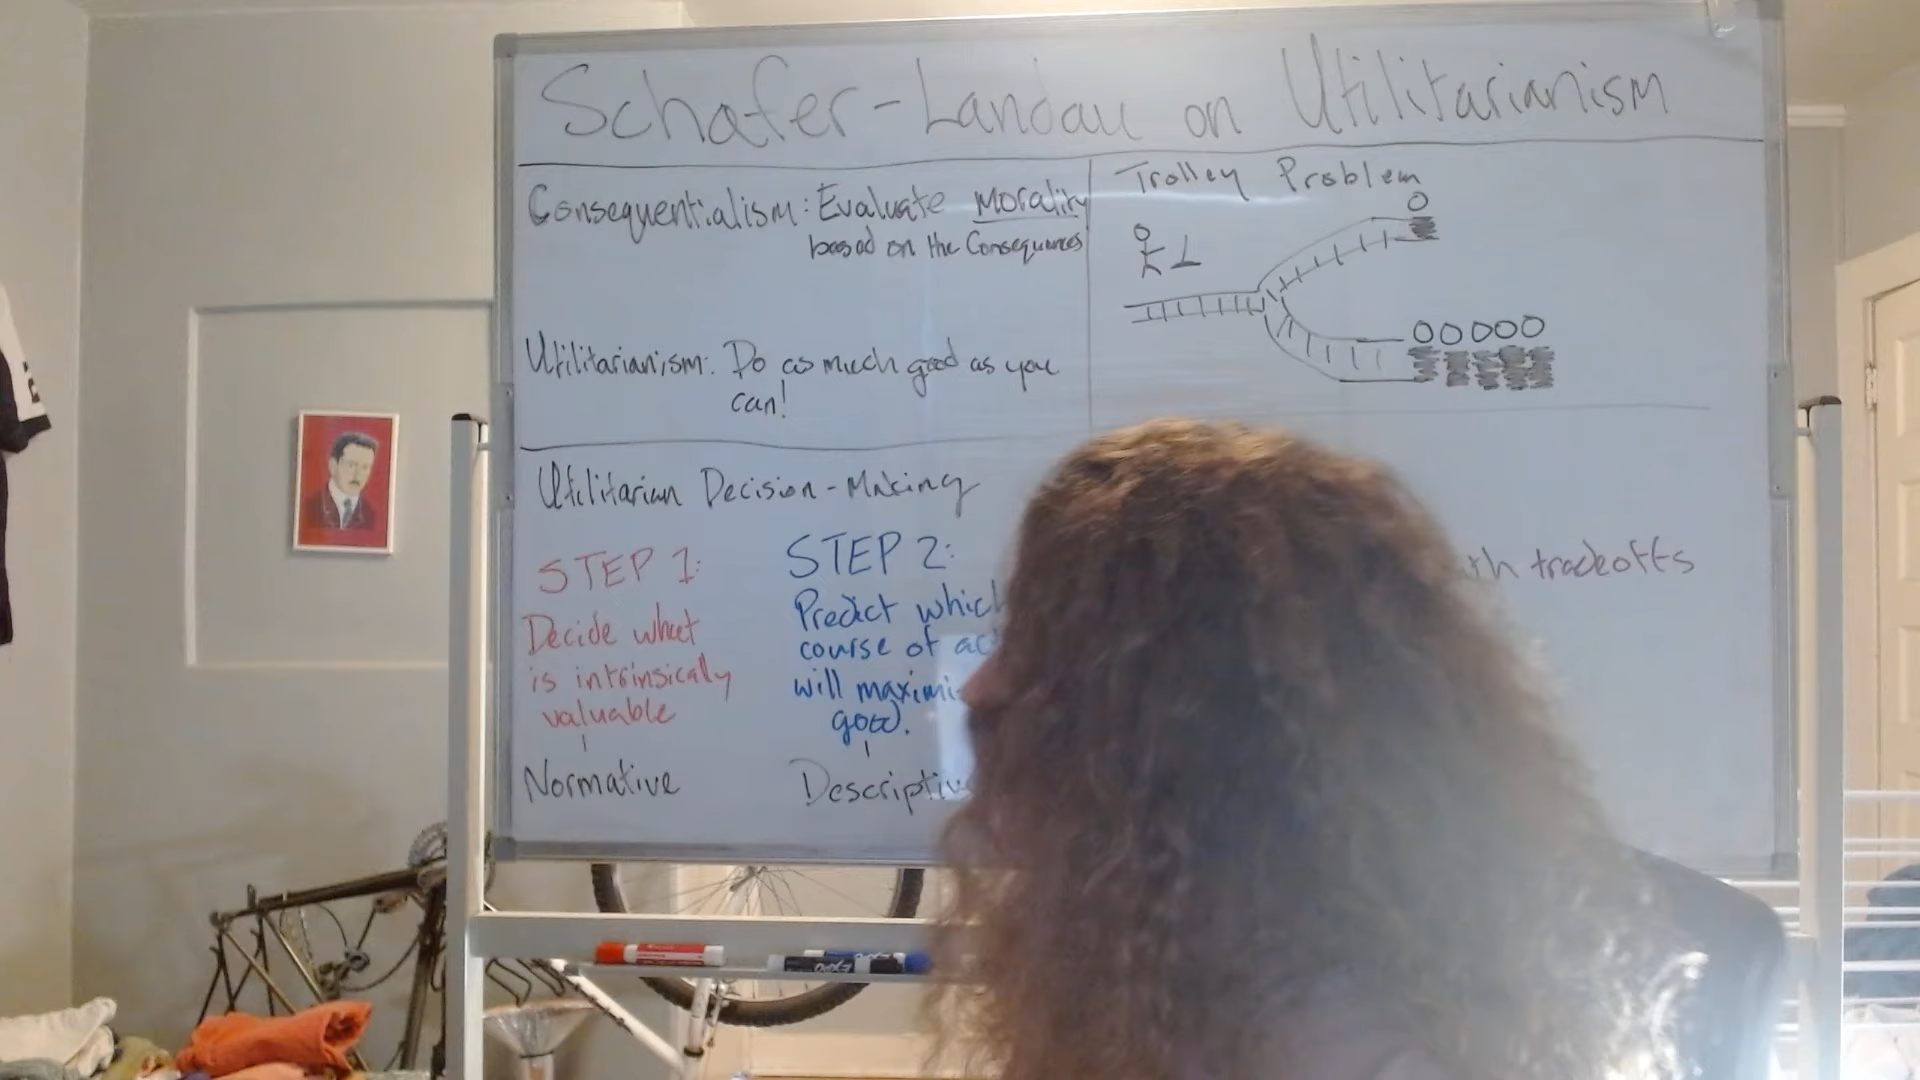 Schafer-Landau on Utilitarianism
Consequentialism: Evaluate morality
based on the Consequences
Utilitarianism: Do as much good as you
can!
Trolley Problem
Utilitarian Decision-Making
STEP 1:
Decide what
is intrinsically
valuable
Normative
STEP 2:
Predict which
course of
will
good.
Descriptive
tradeoffs
EXPO